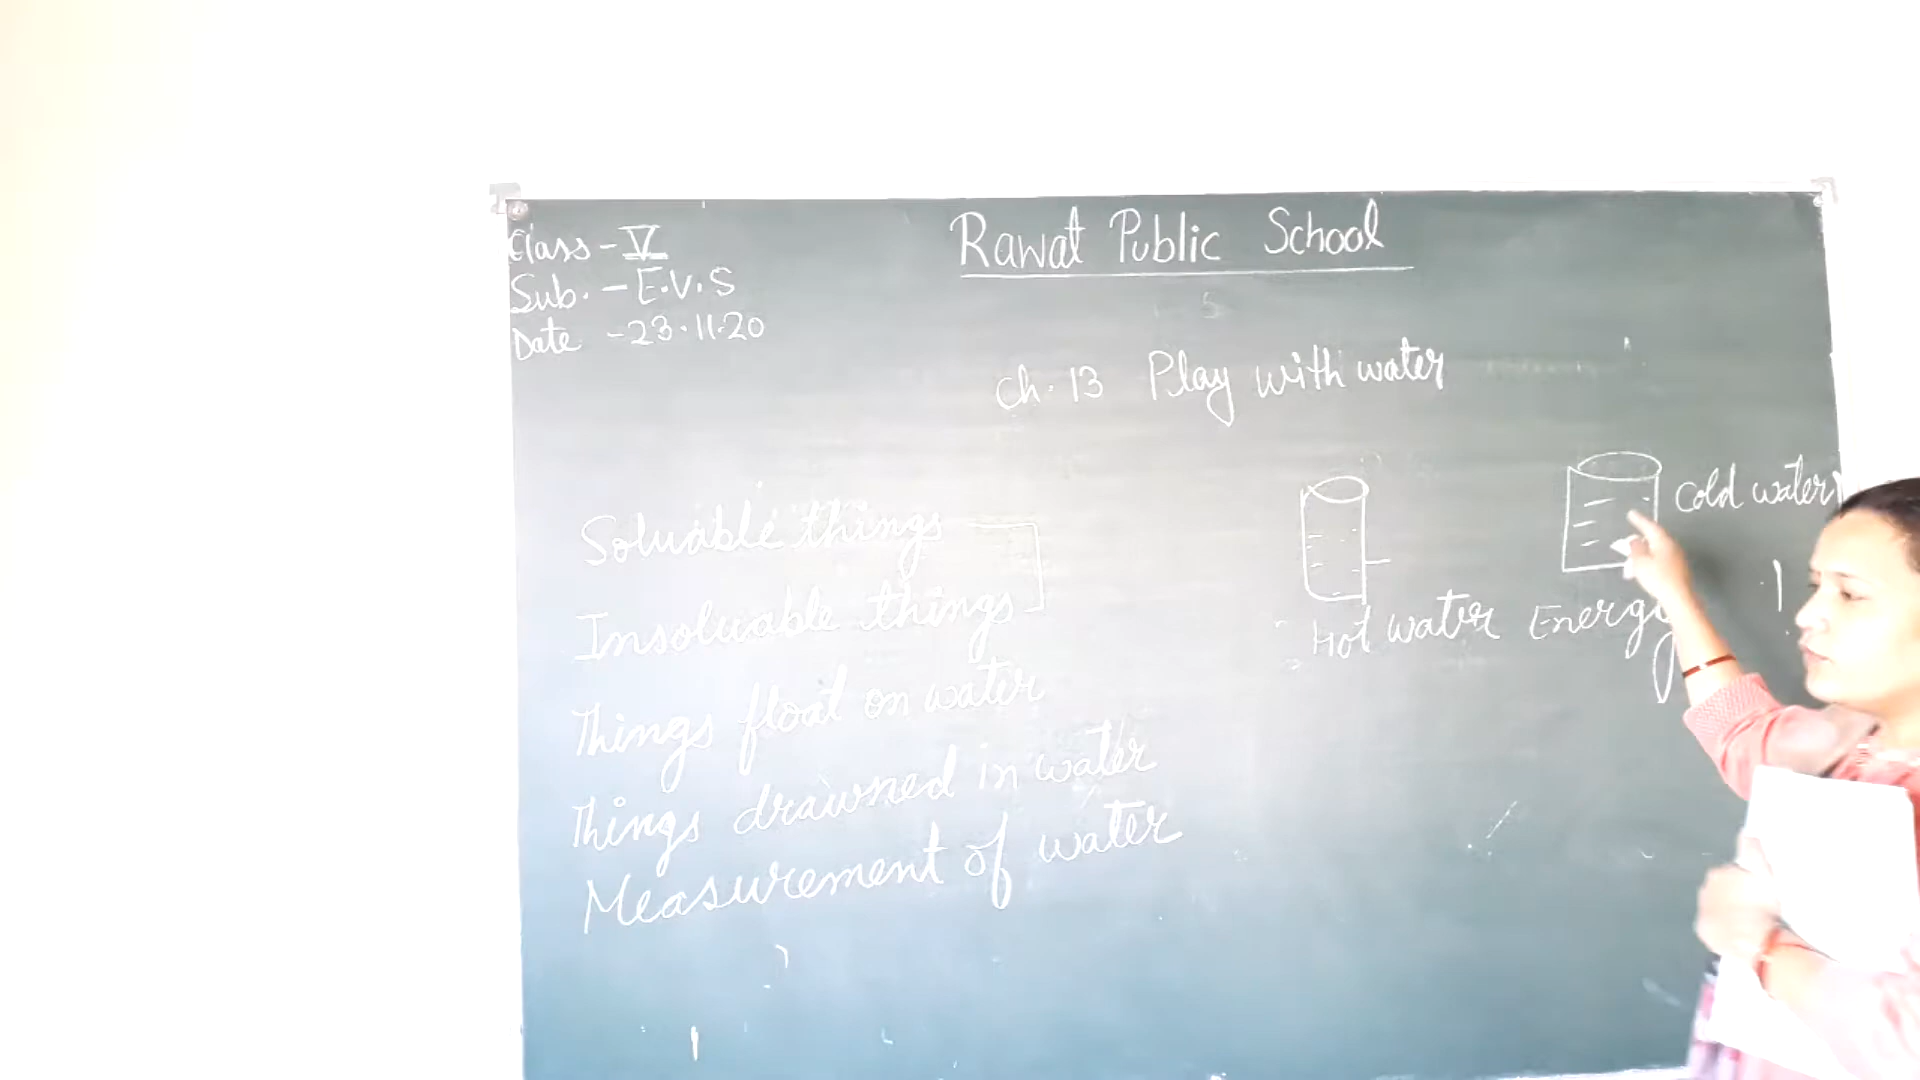 Class - V
Sub. - E.V.S
Date - 23.11.20
Rawat Public School
Ch. 13 Play with water
Soluable things
Insoluable things
Things float on water
Things drawned in water
Measurement of water
Cold water
Hot water Energy